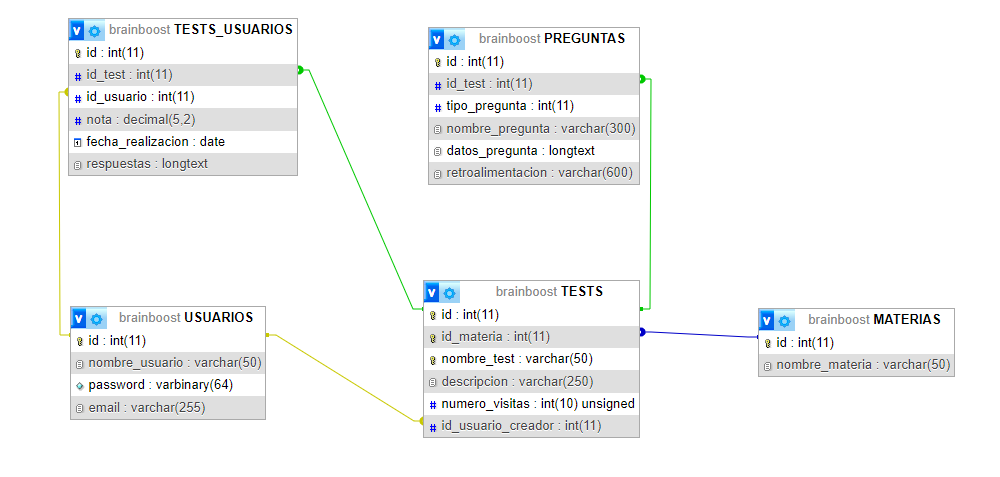 brainboost TESTS_USUARIOS
id : int(11)
id_test : int(11)
id_usuario : int(11)
nota : decimal(5,2)
fecha_realizacion : date
respuestas : longtext
brainboost PREGUNTAS
id : int(11)
id_test : int(11)
tipo_pregunta : int(11)
nombre_pregunta : varchar(300)
datos_pregunta : longtext
retroalimentacion : varchar(600)
brainboost USUARIOS
id : int(11)
nombre_usuario : varchar(50)
password : varbinary(64)
email : varchar(255)
brainboost TESTS
id : int(11)
id_materia : int(11)
nombre_test : varchar(50)
descripcion : varchar(250)
numero_visitas : int(10) unsigned
id_usuario_creador : int(11)
brainboost MATERIAS
id : int(11)
nombre_materia : varchar(50)